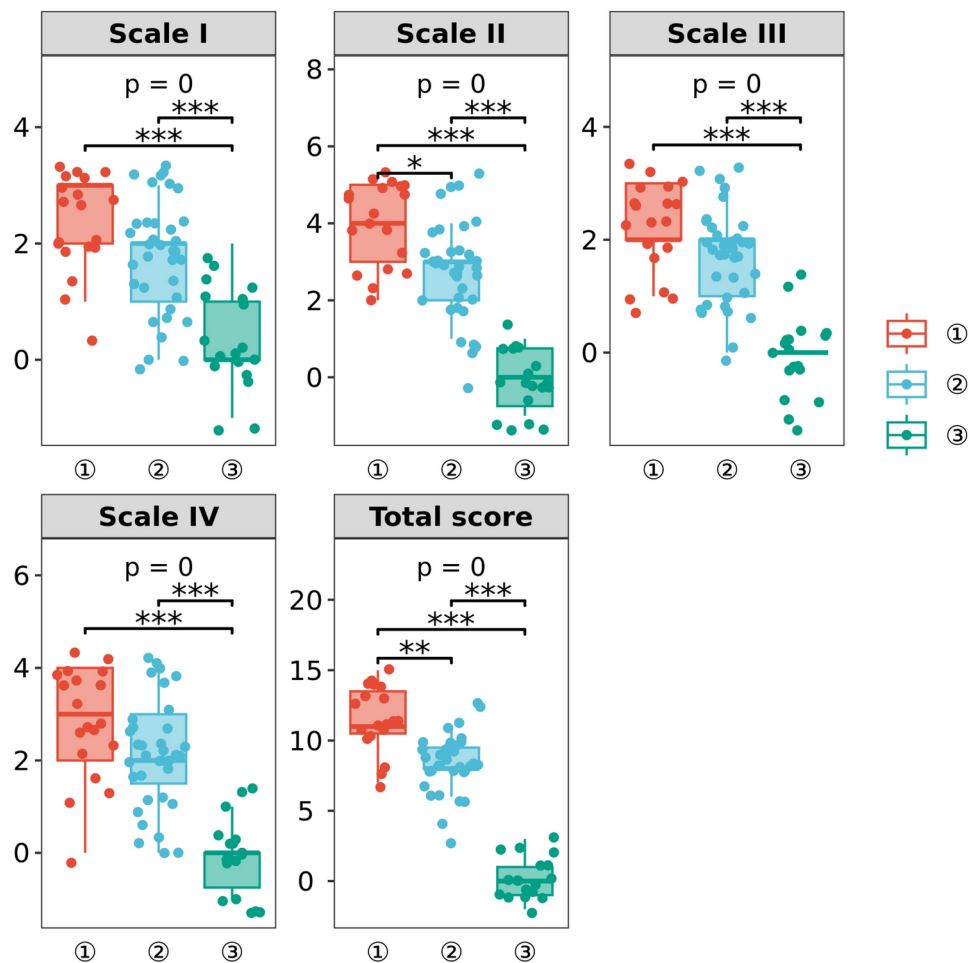 Scale I
p = 0
***
***
4
2
0
① ② ③
Scale II
p = 0
***
***
*
8
6
4
2
0
① ② ③
Scale III
p = 0
***
***
4
2
0
① ② ③
①
②
③
Scale IV
p = 0
***
***
6
4
2
0
① ② ③
Total score
p = 0
***
***
**
20
15
10
5
0
① ② ③